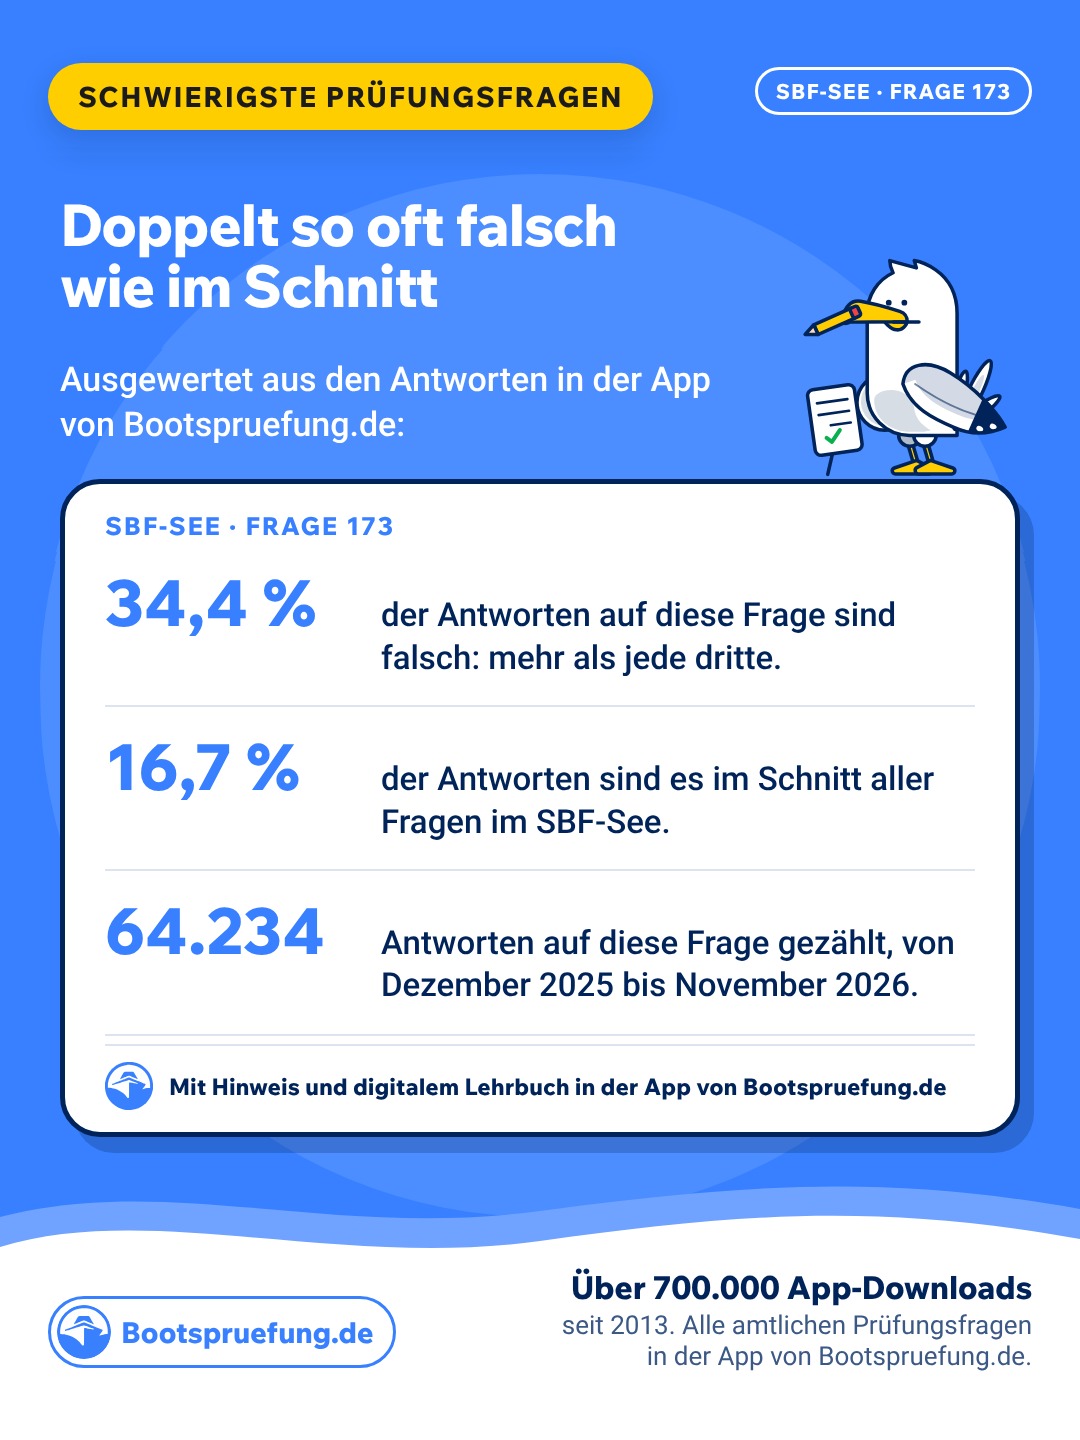 SCHWIERIGSTE PRÜFUNGSFRAGEN
SBF-SEE · FRAGE 173
Doppelt so oft falsch
wie im Schnitt
Ausgewertet aus den Antworten in der App
von Bootspruefung.de:
SBF-SEE · FRAGE 173
34,4 %
der Antworten auf diese Frage sind
falsch: mehr als jede dritte.
16,7 %
der Antworten sind es im Schnitt aller
Fragen im SBF-See.
64.234
Antworten auf diese Frage gezählt, von
Dezember 2025 bis November 2026.
Mit Hinweis und digitalem Lehrbuch in der App von Bootspruefung.de
Bootspruefung.de
Über 700.000 App-Downloads
seit 2013. Alle amtlichen Prüfungsfragen
in der App von Bootspruefung.de.